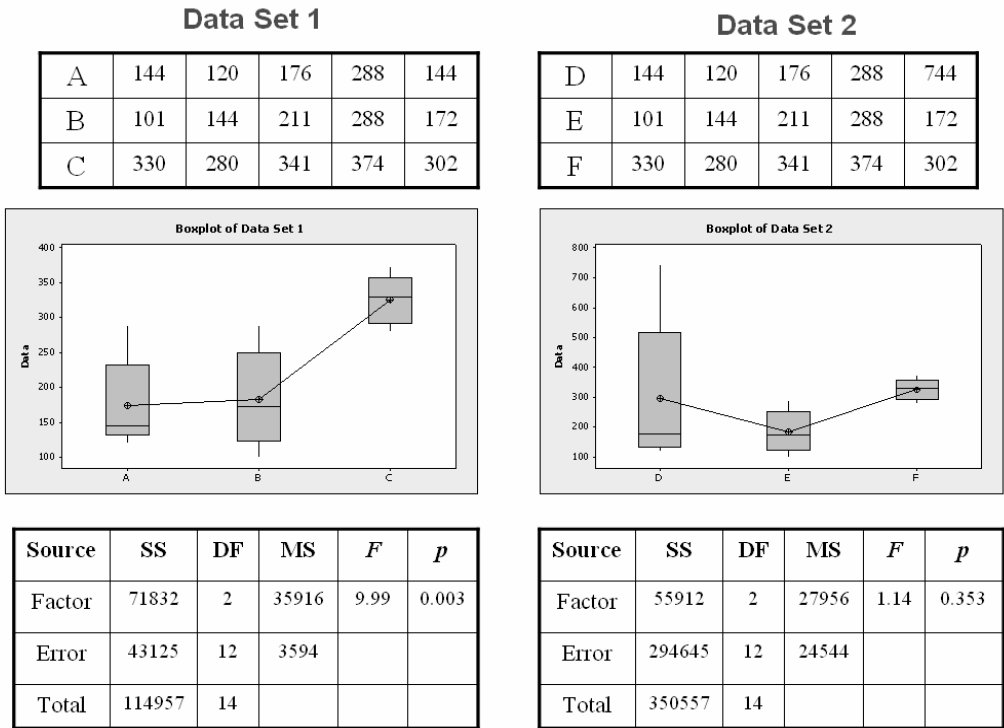 Data Set 1
A 144 120 176 288 144
B 101 144 211 288 172
C 330 280 341 374 302
Boxplot of Data Set 1
400
350
300
250
200
150
100
Data
A B C
Source SS DF MS F p
Factor 71832 2 35916 9.99 0.003
Error 43125 12 3594
Total 114957 14
Data Set 2
D 144 120 176 288 744
E 101 144 211 288 172
F 330 280 341 374 302
Boxplot of Data Set 2
800
700
600
500
400
300
200
100
Data
D E F
Source SS DF MS F p
Factor 55912 2 27956 1.14 0.353
Error 294645 12 24544
Total 350557 14